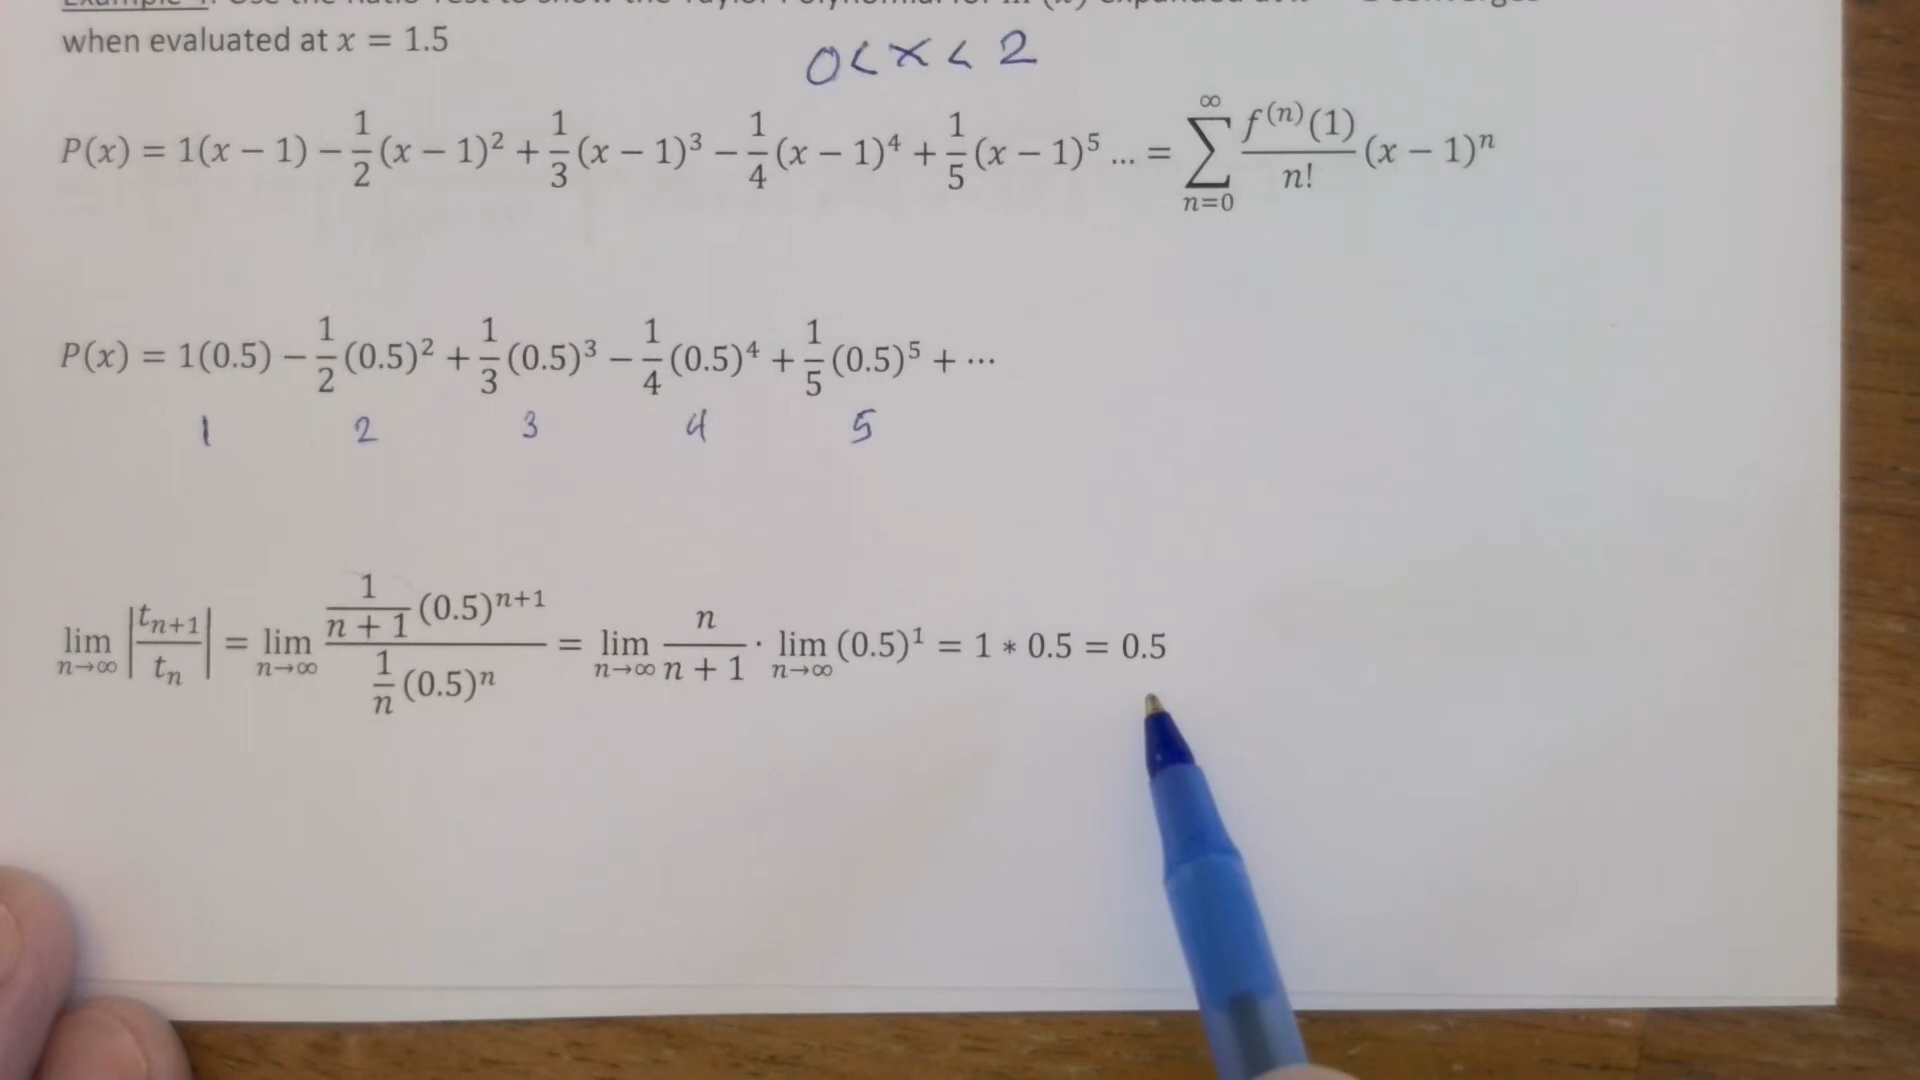 when evaluated at x = 1.5
0 < x < 2
P(x) = 1(x − 1) − 1/2(x − 1)² + 1/3(x − 1)³ − 1/4(x − 1)⁴ + 1/5(x − 1)⁵ ... = ∑_{n=0}^{∞} f⁽ⁿ⁾(1)/n! (x − 1)ⁿ
P(x) = 1(0.5) − 1/2(0.5)² + 1/3(0.5)³ − 1/4(0.5)⁴ + 1/5(0.5)⁵ + ⋯
1 2 3 4 5
lim_{n→∞} |t_{n+1}/t_n| = lim_{n→∞} (1/(n + 1) (0.5)^{n+1})/(1/n (0.5)ⁿ) = lim_{n→∞} n/(n + 1) · lim_{n→∞} (0.5)¹ = 1 * 0.5 = 0.5